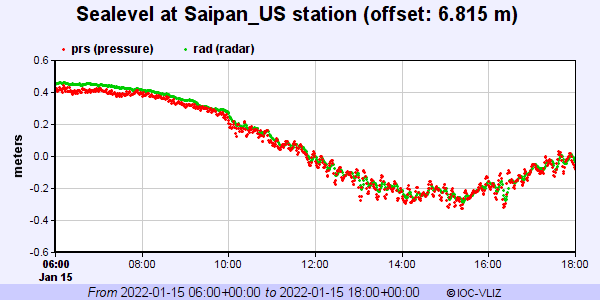 Sealevel at Saipan_US station (offset: 6.815 m)
prs (pressure) rad (radar)
0.6
0.4
0.2
0.0
-0.2
-0.4
-0.6
meters
06:00 08:00 10:00 12:00 14:00 16:00 18:00
Jan 15
From 2022-01-15 06:00+00:00 to 2022-01-15 18:00+00:00 © IOC-VLIZ